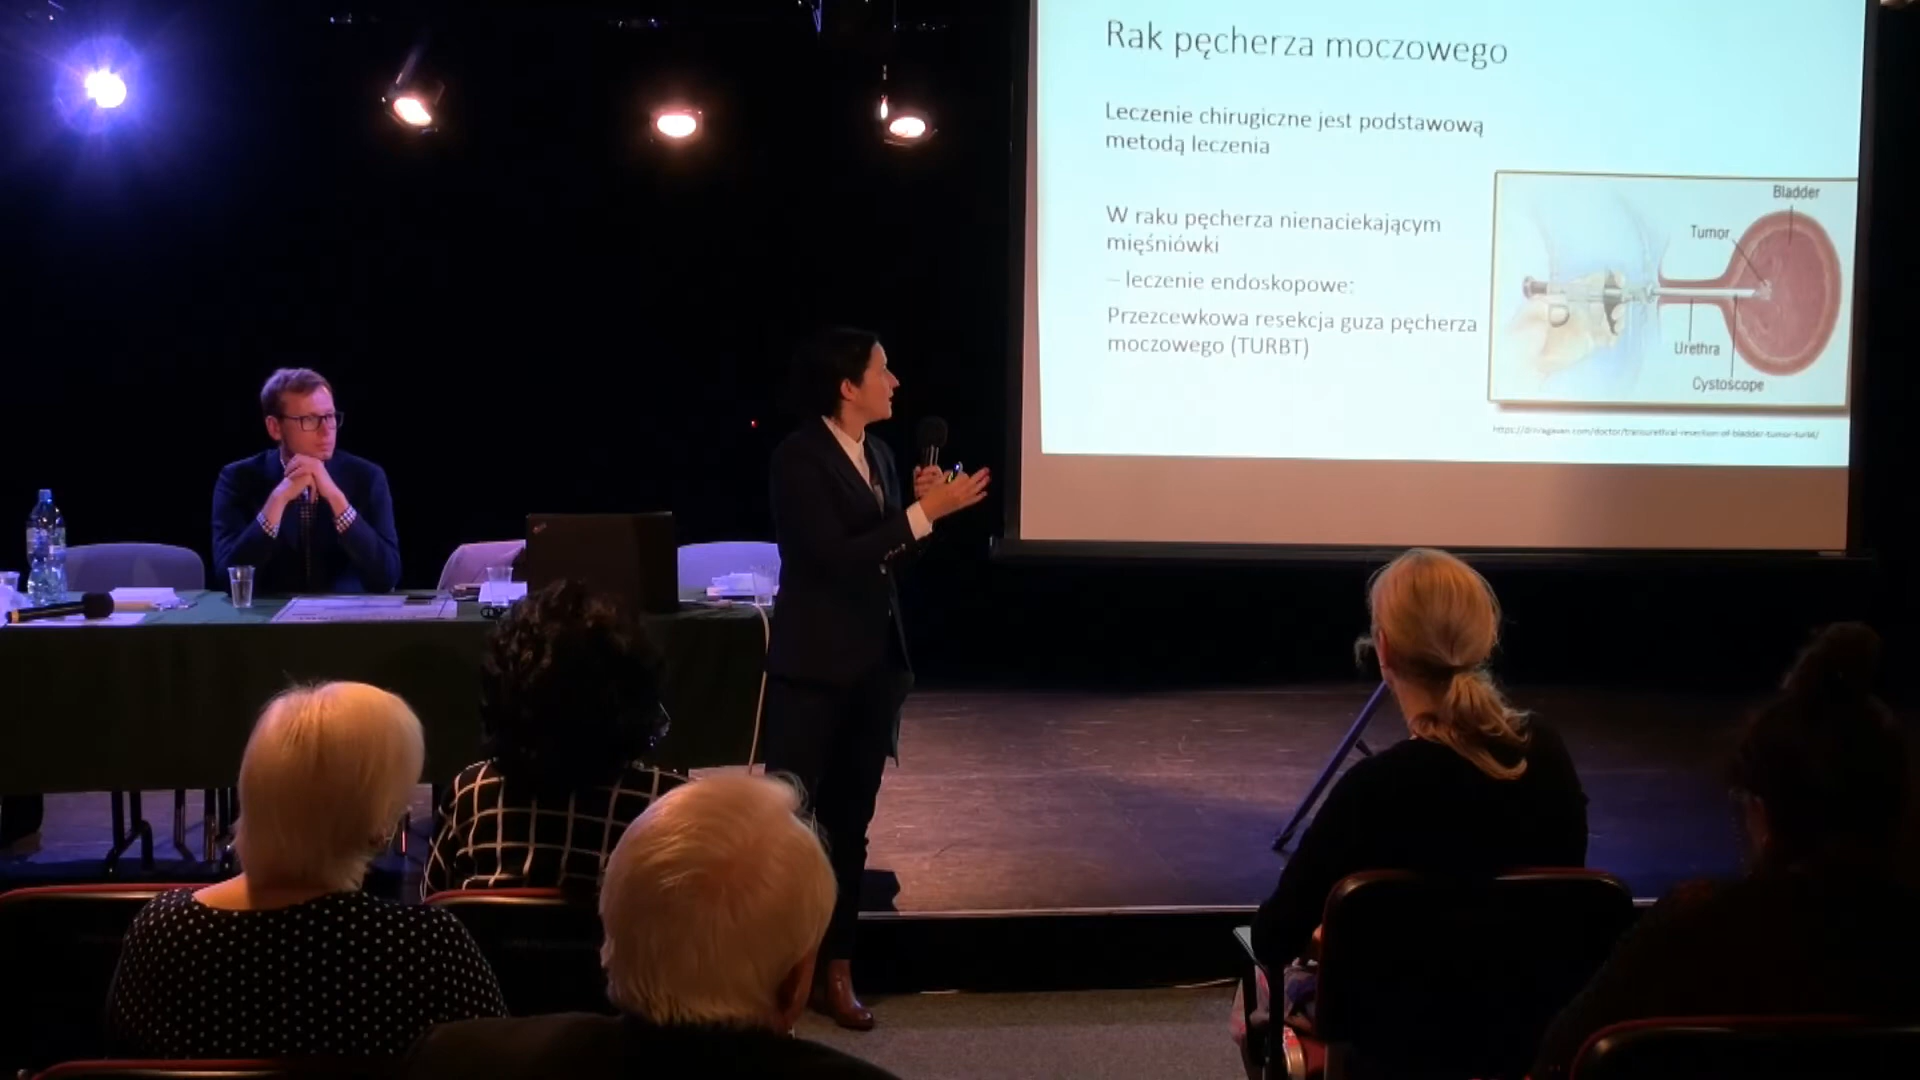 Rak pęcherza moczowego
Leczenie chirugiczne jest podstawową
metodą leczenia
W raku pęcherza nienaciekającym
mięśniówki
– leczenie endoskopowe:
Przezcewkowa resekcja guza pęcherza
moczowego (TURBT)
Bladder
Tumor
Urethra
Cystoscope